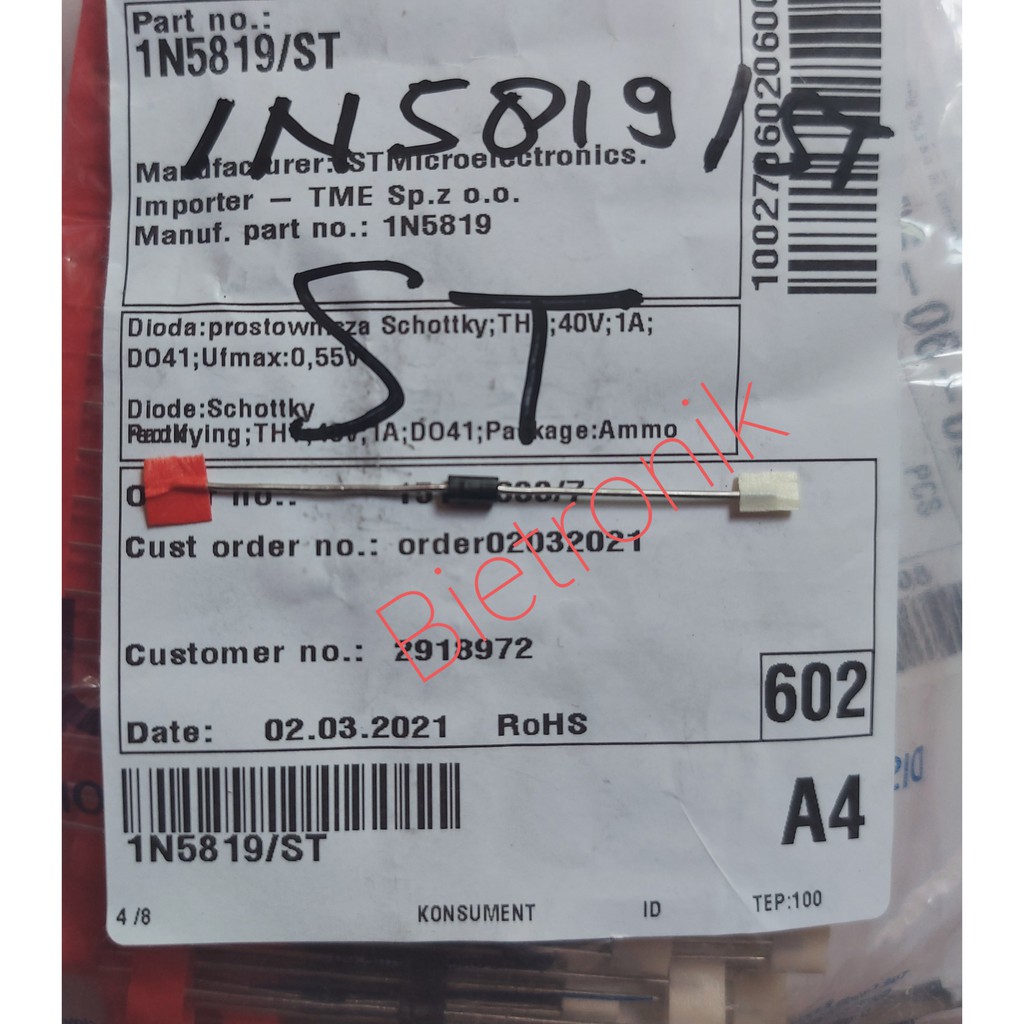 Part no.:
1N5819/ST
1N5819/ST
Manufacturer: STMicroelectronics.
Importer — TME Sp.z o.o.
Manuf. part no.: 1N5819
ST
Dioda:prostownicza Schottky;THT;40V;1A;
DO41;Ufmax:0,55V
Diode:Schottky
rectifying;THT;40V;1A;DO41;Package:Ammo
Order no.:
Cust order no.: order02032021
Customer no.: 2918972
Date: 02.03.2021 RoHS
602
1N5819/ST
A4
4/8 KONSUMENT ID TEP:100
Bietronik
PCS